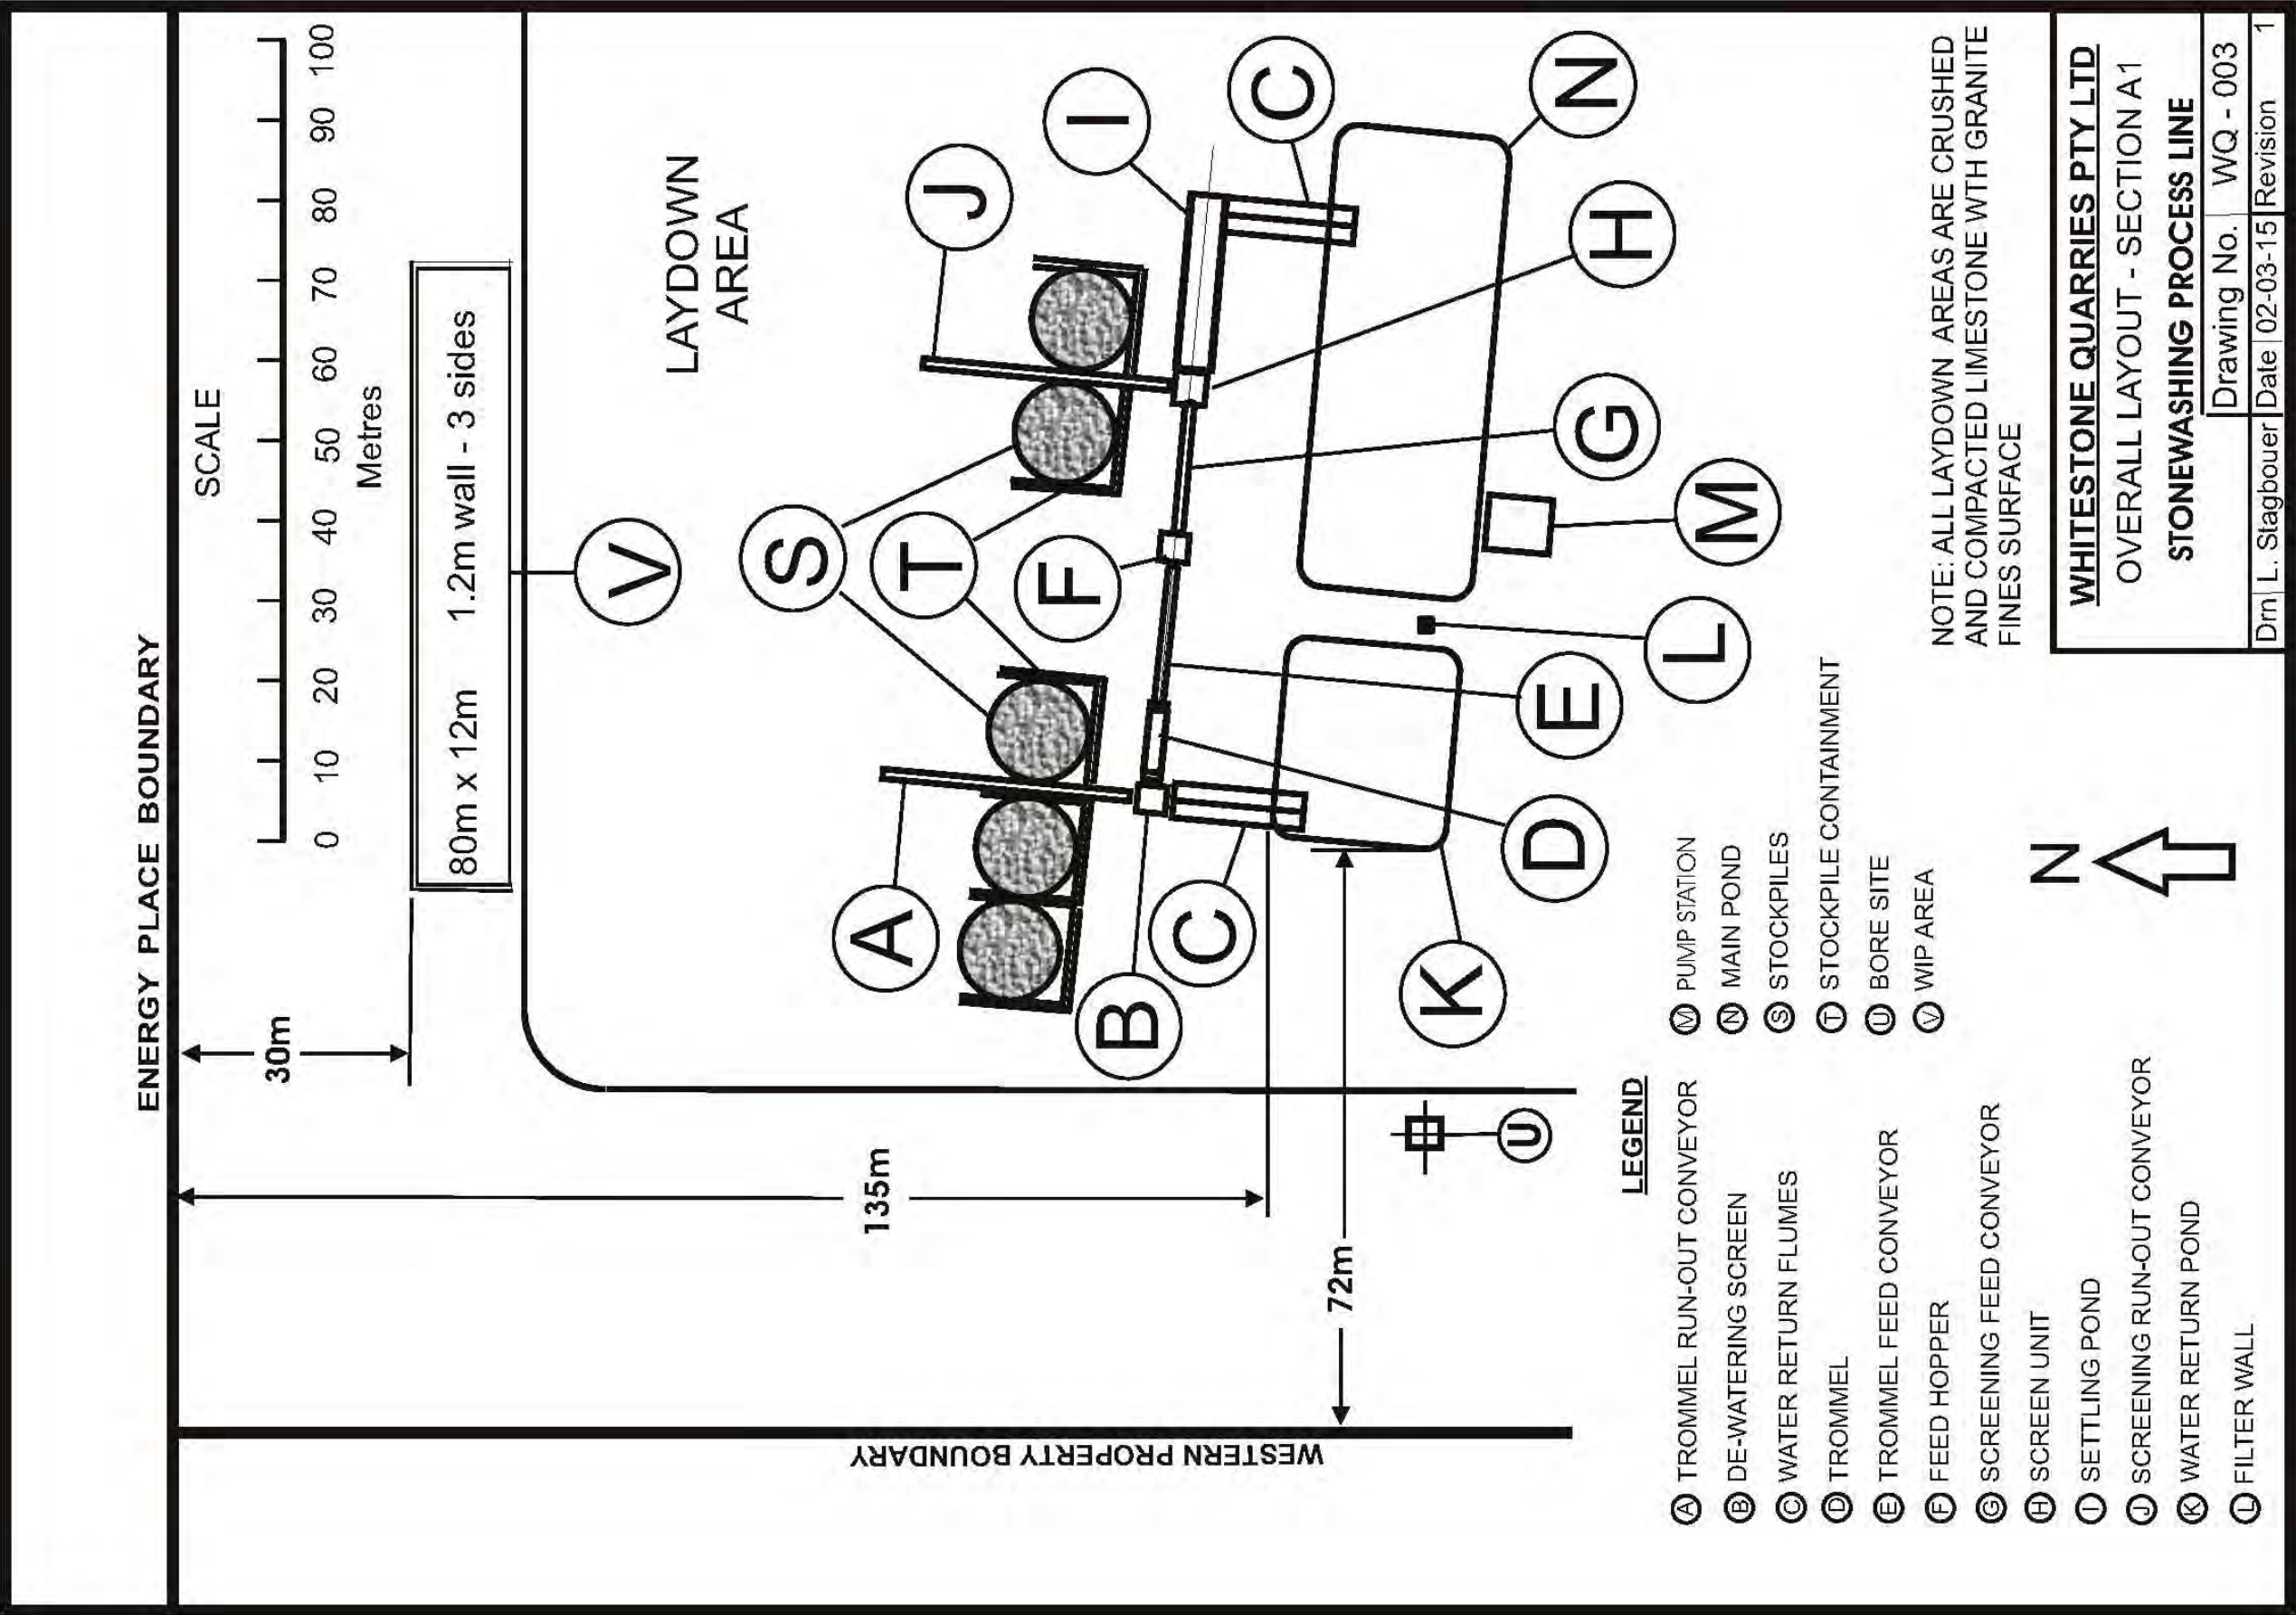 ENERGY PLACE BOUNDARY
30m
SCALE
0 10 20 30 40 50 60 70 80 90 100
Metres
80m x 12m 1.2m wall - 3 sides
V
LAYDOWN
AREA
135m
72m
WESTERN PROPERTY BOUNDARY
S
T
J
I
C
A
F
N
H
B
C
G
M
K
D
E
L
U
LEGEND
A TROMMEL RUN-OUT CONVEYOR
B DE-WATERING SCREEN
C WATER RETURN FLUMES
D TROMMEL
E TROMMEL FEED CONVEYOR
F FEED HOPPER
G SCREENING FEED CONVEYOR
H SCREEN UNIT
I SETTLING POND
J SCREENING RUN-OUT CONVEYOR
K WATER RETURN POND
L FILTER WALL
M PUMP STATION
N MAIN POND
S STOCKPILES
T STOCKPILE CONTAINMENT
U BORE SITE
V WIP AREA
N
NOTE: ALL LAYDOWN AREAS ARE CRUSHED
AND COMPACTED LIMESTONE WTH GRANITE
FINES SURFACE
WHITESTONE QUARRIES PTY LTD
OVERALL LAYOUT - SECTION A1
STONEWASHING PROCESS LINE
Drawing No. WQ - 003
Drn L. Stagbouer Date 02-03-15 Revision 1